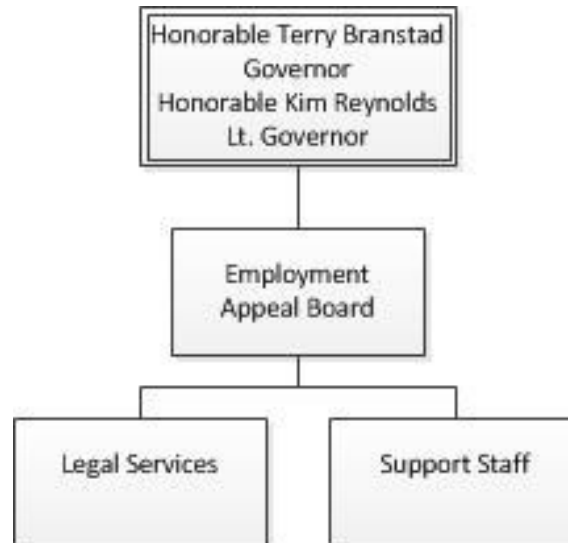 Honorable Terry Branstad
Governor
Honorable Kim Reynolds
Lt. Governor
Employment
Appeal Board
Legal Services
Support Staff